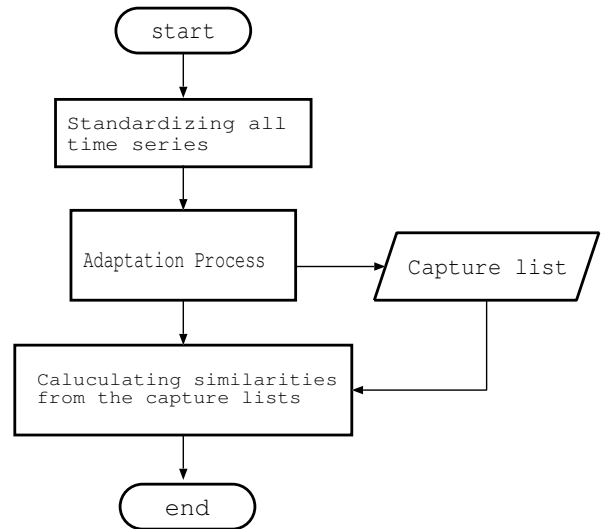 start
Standardizing all
time series
Adaptation Process
Capture list
Caluculating similarities
from the capture lists
end